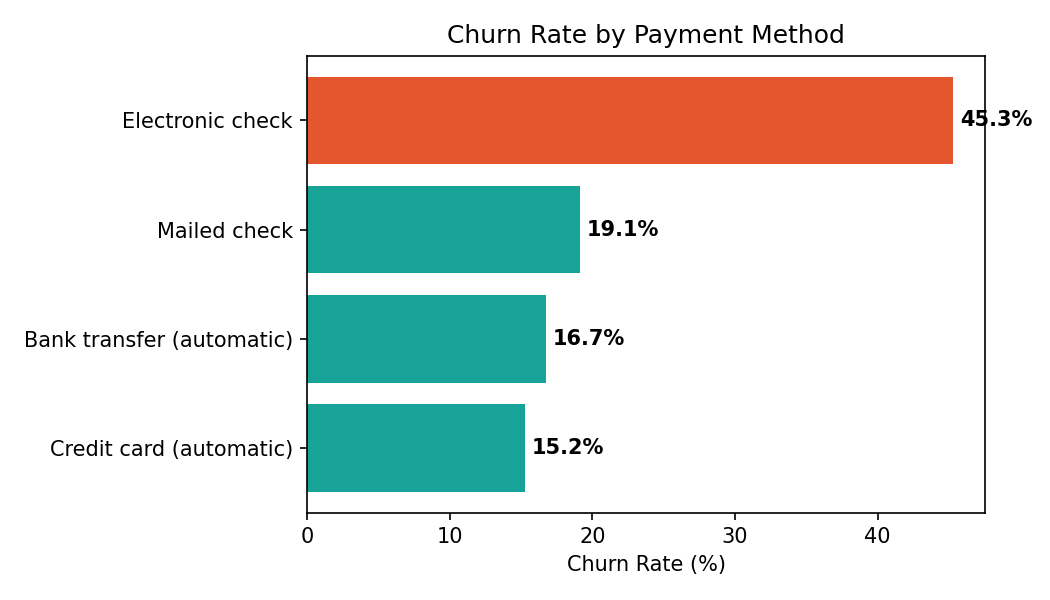 Churn Rate by Payment Method
Electronic check 45.3%
Mailed check 19.1%
Bank transfer (automatic) 16.7%
Credit card (automatic) 15.2%
0 10 20 30 40
Churn Rate (%)